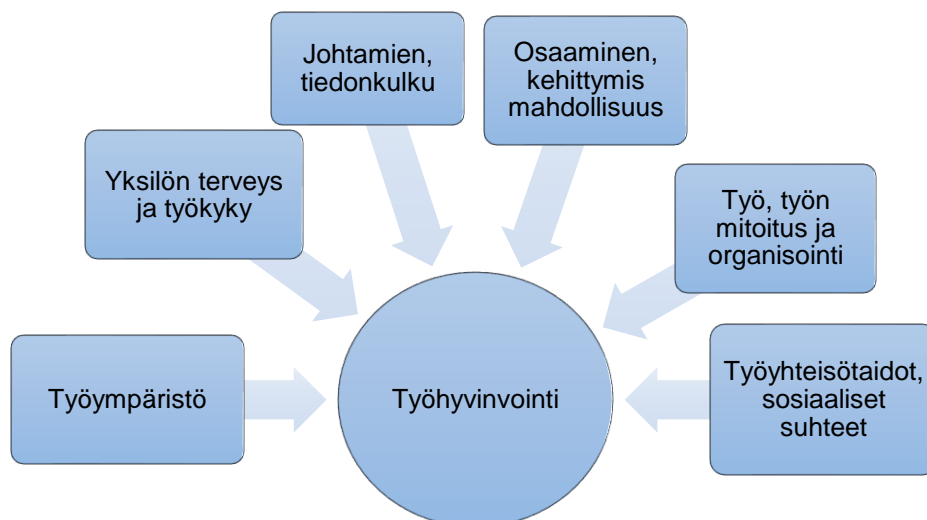 Johtamien,
tiedonkulku
Osaaminen,
kehittymis
mahdollisuus
Yksilön terveys
ja työkyky
Työ, työn
mitoitus ja
organisointi
Työympäristö
Työhyvinvointi
Työyhteisötaidot,
sosiaaliset
suhteet